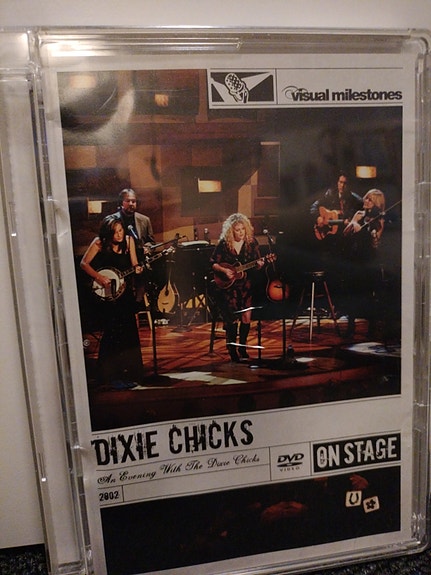 visual milestones
DIXIE CHICKS
An Evening With The Dixie Chicks
DVD
VIDEO
ON STAGE
2002